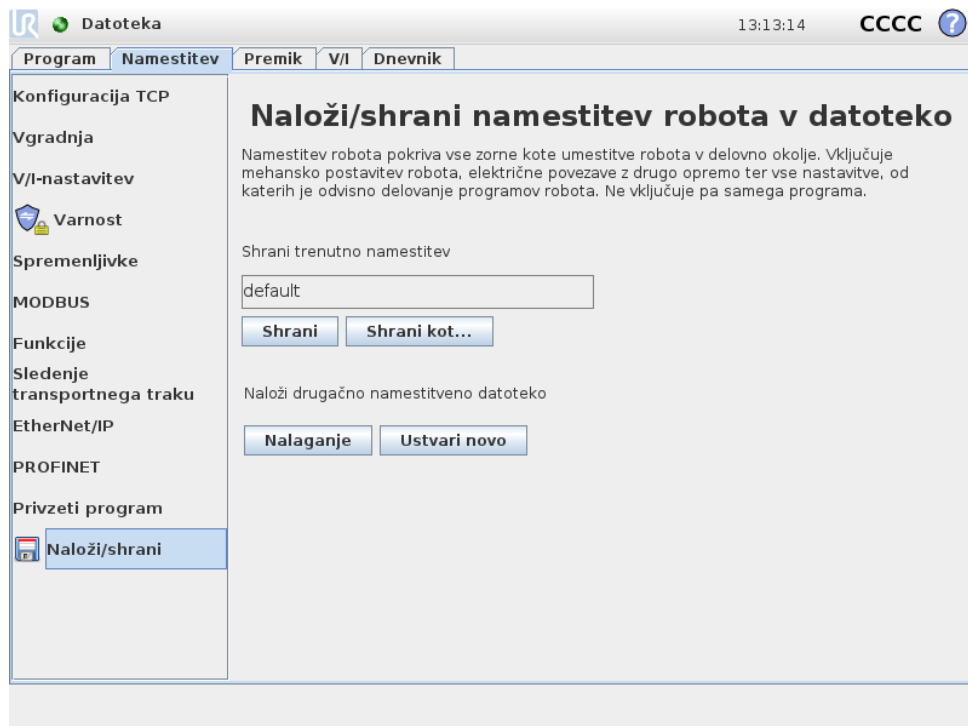 Datoteka
13:13:14
CCCC
?
Program
Namestitev
Premik
V/I
Dnevnik
Konfiguracija TCP
Vgradnja
V/I-nastavitev
Varnost
Spremenljivke
MODBUS
Funkcije
Sledenje
transportnega traku
EtherNet/IP
PROFINET
Privzeti program
Naloži/shrani
Naloži/shrani namestitev robota v datoteko
Namestitev robota pokriva vse zorne kote umestitve robota v delovno okolje. Vključuje
mehansko postavitev robota, električne povezave z drugo opremo ter vse nastavitve, od
katerih je odvisno delovanje programov robota. Ne vključuje pa samega programa.
Shrani trenutno namestitev
default
Shrani
Shrani kot...
Naloži drugačno namestitveno datoteko
Nalaganje
Ustvari novo